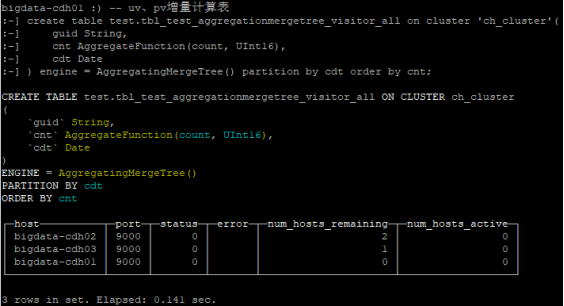 bigdata-cdh01 :) -- uv、pv增量计算表
:-] create table test.tbl_test_aggregationmergetree_visitor_all on cluster 'ch_cluster'(
:-]     guid String,
:-]     cnt AggregateFunction(count, UInt16),
:-]     cdt Date
:-] ) engine = AggregatingMergeTree() partition by cdt order by cnt;
CREATE TABLE test.tbl_test_aggregationmergetree_visitor_all ON CLUSTER ch_cluster
(
    `guid` String,
    `cnt` AggregateFunction(count, UInt16),
    `cdt` Date
)
ENGINE = AggregatingMergeTree()
PARTITION BY cdt
ORDER BY cnt
host port status error num_hosts_remaining num_hosts_active
bigdata-cdh02 9000 0 2 0
bigdata-cdh03 9000 0 1 0
bigdata-cdh01 9000 0 0 0
3 rows in set. Elapsed: 0.141 sec.